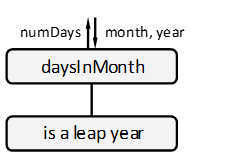 numDays month, year
daysInMonth
is a leap year